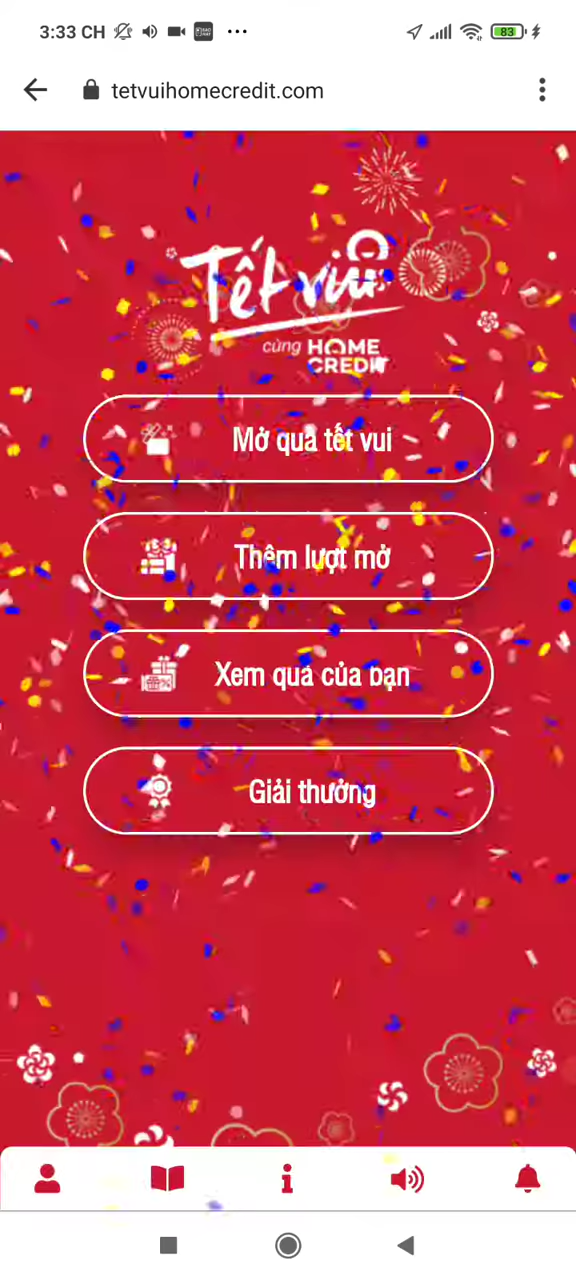 3:33 CH
83
tetvuihomecredit.com
Tết vui
cùng HOME
CREDIT
Mở quà tết vui
Thêm lượt mở
Xem quà của bạn
Giải thưởng